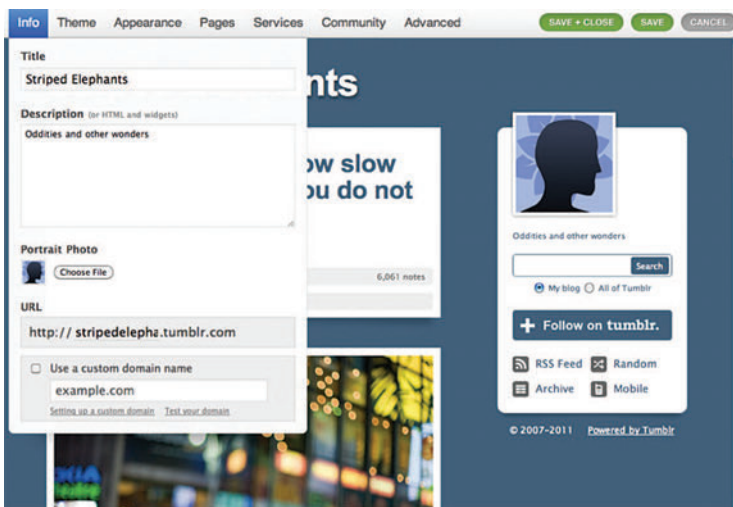 Info Theme Appearance Pages Services Community Advanced SAVE + CLOSE SAVE CANCEL
Title
Striped Elephants
Description (or HTML and widgets)
Oddities and other wonders
Portrait Photo
Choose File
URL
http:// stripedelepha.tumblr.com
Use a custom domain name
example.com
Setting up a custom domain Test your domain
nts
ow slow
ou do not
6,061 notes
Oddities and other wonders
Search
My blog All of Tumblr
+ Follow on tumblr.
RSS Feed Random
Archive Mobile
© 2007-2011 Powered by Tumblr